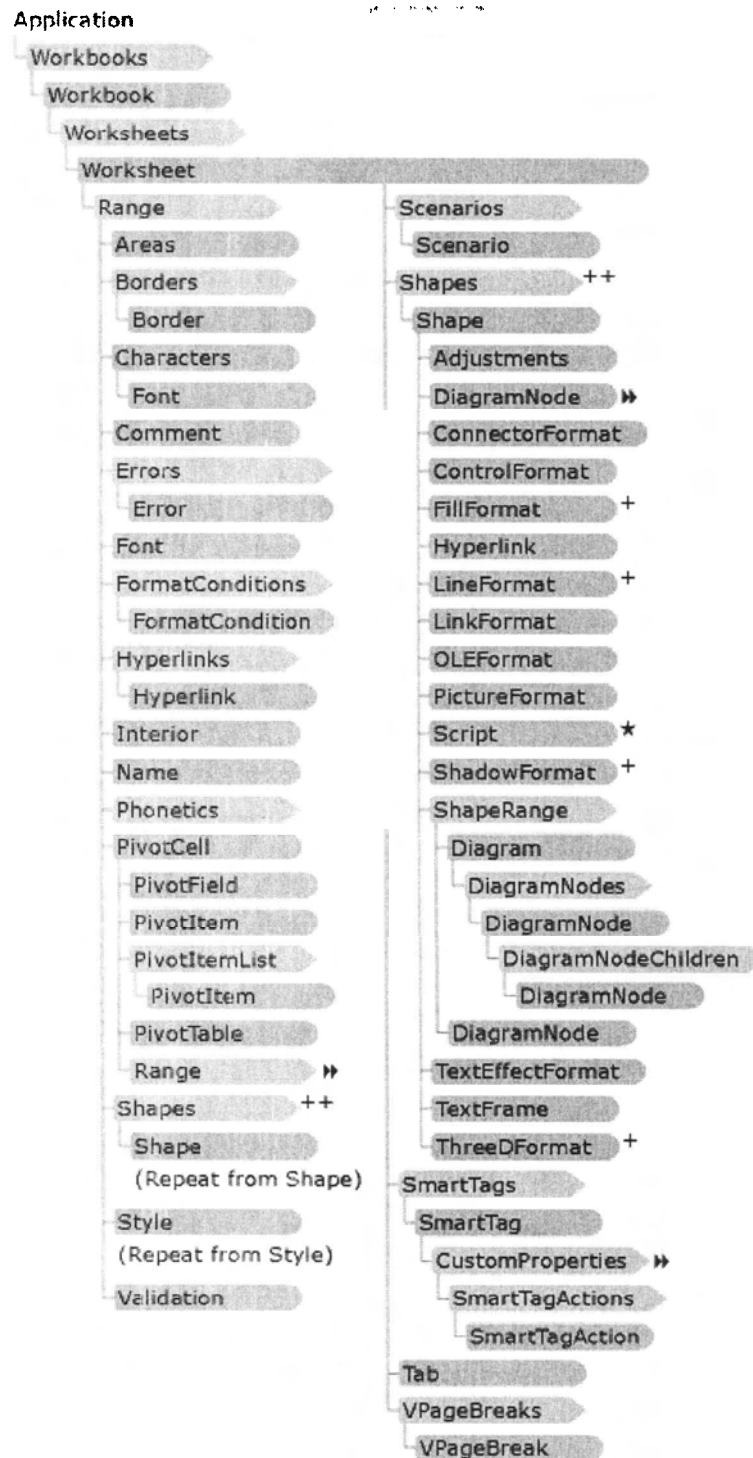 Application
Workbooks
Workbook
Worksheets
Worksheet
Range
Areas
Borders
Border
Characters
Font
Comment
Errors
Error
Font
FormatConditions
FormatCondition
Hyperlinks
Hyperlink
Interior
Name
Phonetics
PivotCell
PivotField
PivotItem
PivotItemList
PivotItem
PivotTable
Range
Shapes ++
Shape
(Repeat from Shape)
Style
(Repeat from Style)
Validation
Scenarios
Scenario
Shapes ++
Shape
Adjustments
DiagramNode
ConnectorFormat
ControlFormat
FillFormat +
Hyperlink
LineFormat +
LinkFormat
OLEFormat
PictureFormat
Script ★
ShadowFormat +
ShapeRange
Diagram
DiagramNodes
DiagramNode
DiagramNodeChildren
DiagramNode
DiagramNode
TextEffectFormat
TextFrame
ThreeDFormat +
SmartTags
SmartTag
CustomProperties
SmartTagActions
SmartTagAction
Tab
VPageBreaks
VPageBreak